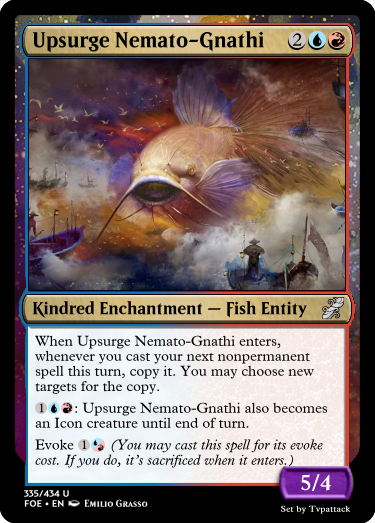 Upsurge Nemato-Gnathi 2
Kindred Enchantment — Fish Entity
When Upsurge Nemato-Gnathi enters,
whenever you cast your next nonpermanent
spell this turn, copy it. You may choose new
targets for the copy.
1: Upsurge Nemato-Gnathi also becomes
an Icon creature until end of turn.
Evoke 1 (You may cast this spell for its evoke
cost. If you do, it's sacrificed when it enters.)
5/4
335/434 U
FOE • EN Emilio Grasso
Set by Tvpattack